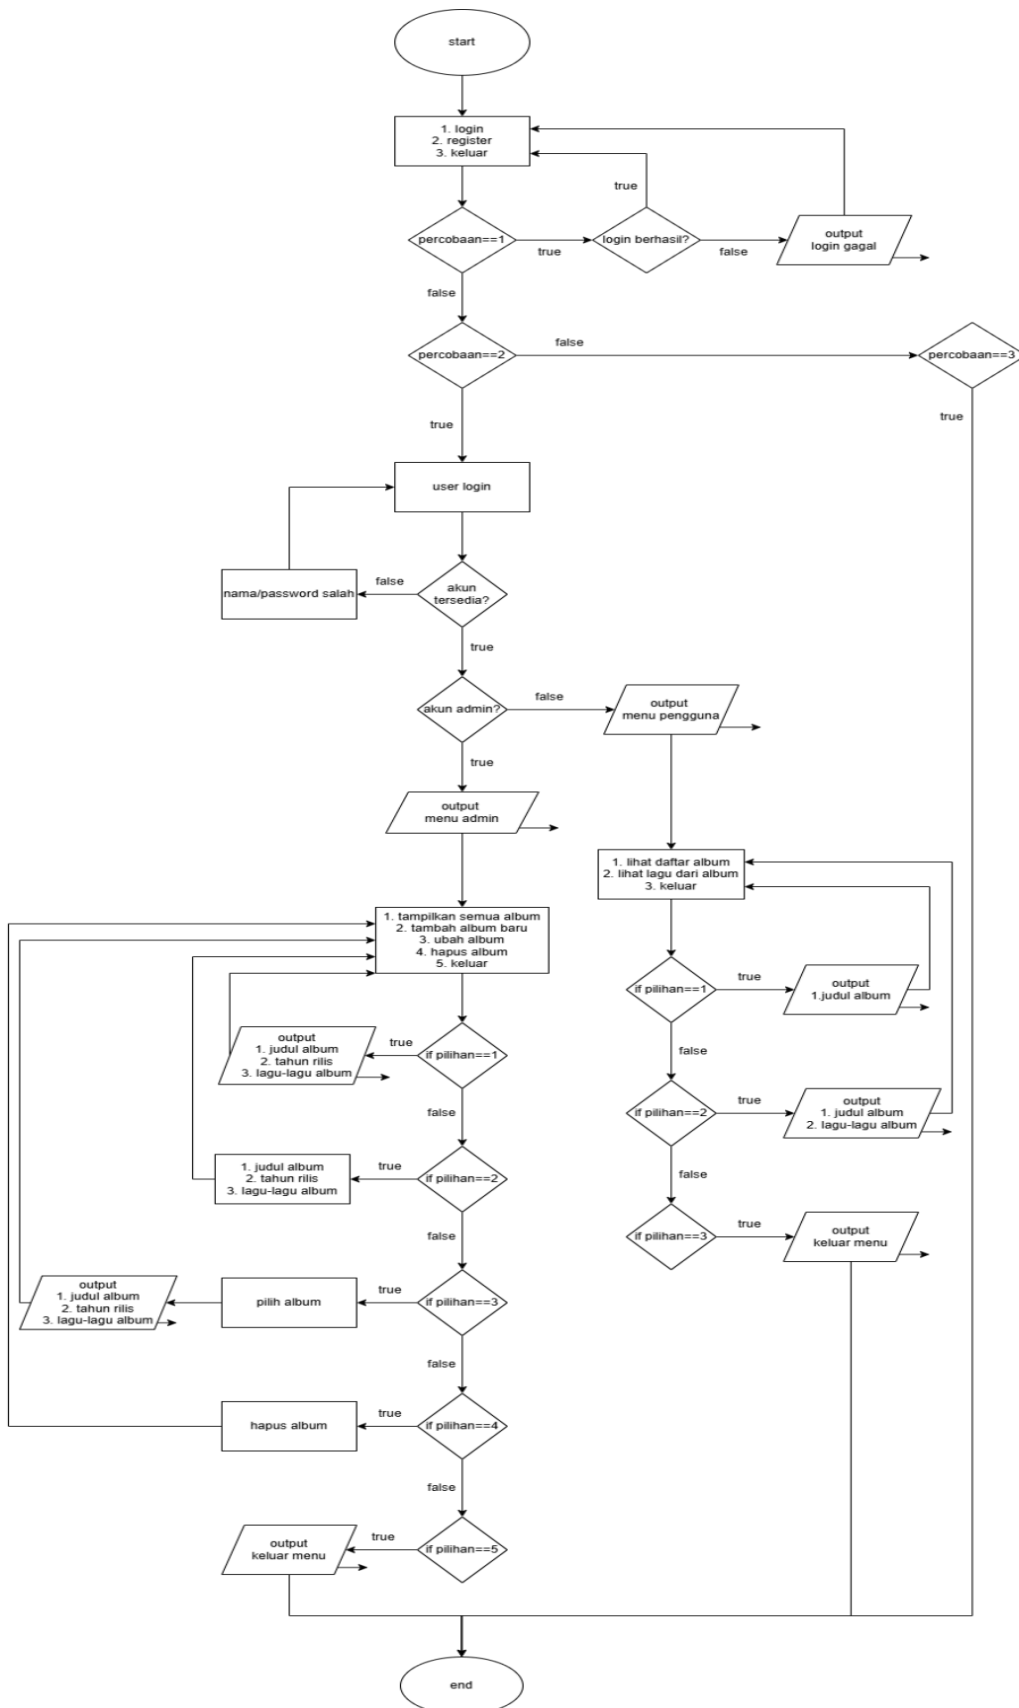 start
1. login
2. register
3. keluar
true
percobaan==1
true
login berhasil?
false
output
login gagal
false
percobaan==2
false
percobaan==3
true
true
user login
nama/password salah
false
akun
tersedia?
true
akun admin?
false
output
menu pengguna
true
output
menu admin
1. lihat daftar album
2. lihat lagu dari album
3. keluar
1. tampilkan semua album
2. tambah album baru
3. ubah album
4. hapus album
5. keluar
if pilihan==1
true
output
1.judul album
output
1. judul album
2. tahun rilis
3. lagu-lagu album
true
if pilihan==1
false
false
if pilihan==2
true
output
1. judul album
2. lagu-lagu album
1. judul album
2. tahun rilis
3. lagu-lagu album
true
if pilihan==2
false
false
if pilihan==3
true
output
keluar menu
output
1. judul album
2. tahun rilis
3. lagu-lagu album
pilih album
true
if pilihan==3
false
hapus album
true
if pilihan==4
false
output
keluar menu
true
if pilihan==5
end